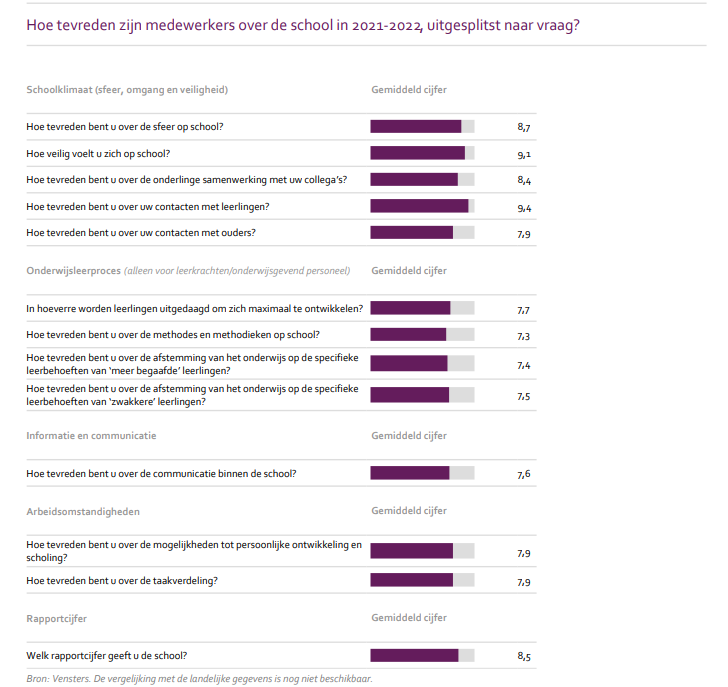 Hoe tevreden zijn medewerkers over de school in 2021-2022, uitgesplitst naar vraag?
Schoolklimaat (sfeer, omgang en veiligheid) Gemiddeld cijfer
Hoe tevreden bent u over de sfeer op school? 8,7
Hoe veilig voelt u zich op school? 9,1
Hoe tevreden bent u over de onderlinge samenwerking met uw collega's? 8,4
Hoe tevreden bent u over uw contacten met leerlingen? 9,4
Hoe tevreden bent u over uw contacten met ouders? 7,9
Onderwijsleerproces (alleen voor leerkrachten/onderwijsgevend personeel) Gemiddeld cijfer
In hoeverre worden leerlingen uitgedaagd om zich maximaal te ontwikkelen? 7,7
Hoe tevreden bent u over de methodes en methodieken op school? 7,3
Hoe tevreden bent u over de afstemming van het onderwijs op de specifieke
leerbehoeften van 'meer begaafde' leerlingen? 7,4
Hoe tevreden bent u over de afstemming van het onderwijs op de specifieke
leerbehoeften van 'zwakkere' leerlingen? 7,5
Informatie en communicatie Gemiddeld cijfer
Hoe tevreden bent u over de communicatie binnen de school? 7,6
Arbeidsomstandigheden Gemiddeld cijfer
Hoe tevreden bent u over de mogelijkheden tot persoonlijke ontwikkeling en
scholing? 7,9
Hoe tevreden bent u over de taakverdeling? 7,9
Rapportcijfer Gemiddeld cijfer
Welk rapportcijfer geeft u de school? 8,5
Bron: Vensters. De vergelijking met de landelijke gegevens is nog niet beschikbaar.